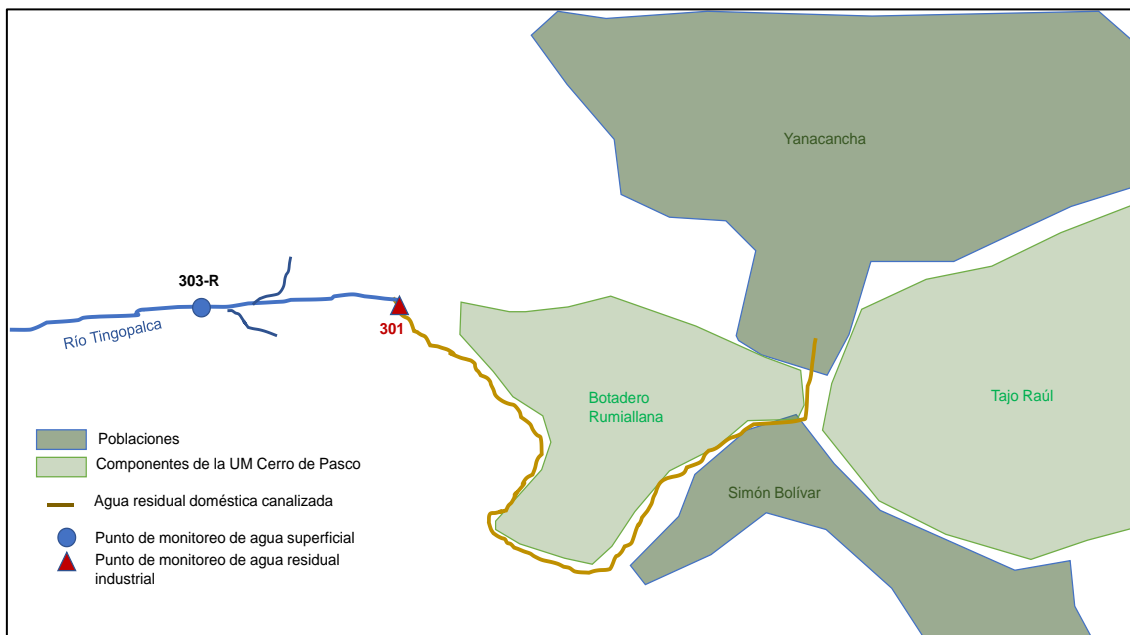 Yanacancha
303-R
Río Tingopalca
301
Botadero
Rumiallana
Tajo Raúl
Simón Bolívar
Poblaciones
Componentes de la UM Cerro de Pasco
Agua residual doméstica canalizada
Punto de monitoreo de agua superficial
Punto de monitoreo de agua residual
industrial